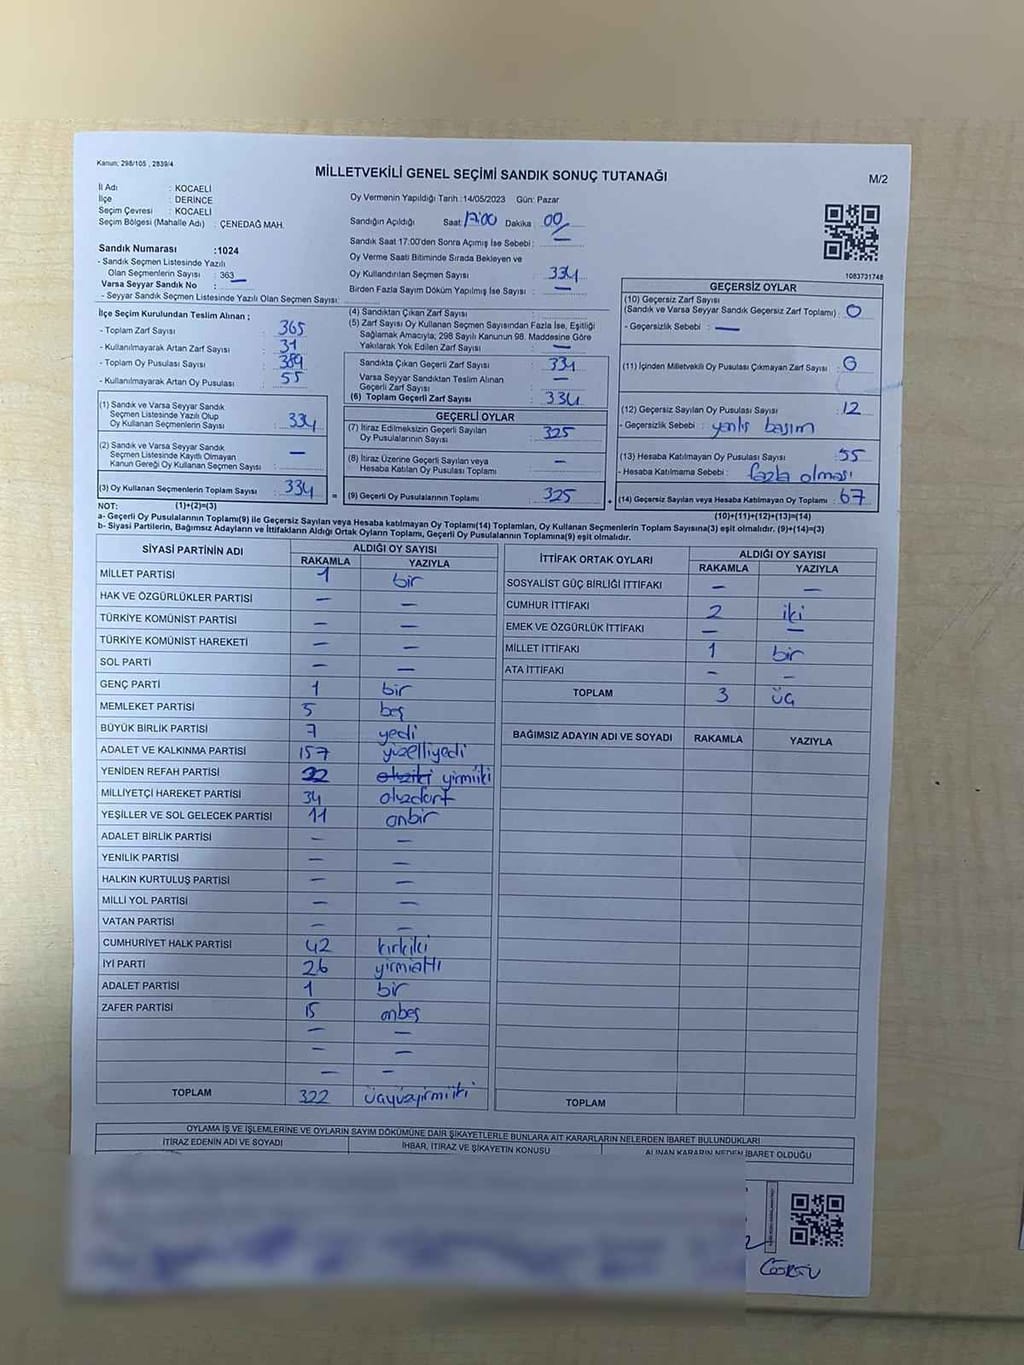 Kanun; 298/105 , 2839/4
MİLLETVEKİLİ GENEL SEÇİMİ SANDIK SONUÇ TUTANAĞI
M/2
İl Adı : KOCAELİ
İlçe : DERİNCE
Seçim Çevresi : KOCAELİ
Seçim Bölgesi (Mahalle Adı) : ÇENEDAĞ MAH.
Sandık Numarası :1024
- Sandık Seçmen Listesinde Yazılı
Olan Seçmenlerin Sayısı : 363
Varsa Seyyar Sandık No :
- Seyyar Sandık Seçmen Listesinde Yazılı Olan Seçmen Sayısı:
Oy Vermenin Yapıldığı Tarih :14/05/2023 Gün: Pazar
Sandığın Açıldığı Saat: 17:00 Dakika : 00
Sandık Saat 17.00'den Sonra Açımış İse Sebebi : —
Oy Verme Saati Bitiminde Sırada Bekleyen ve
Oy Kullandırılan Seçmen Sayısı : 334
Birden Fazla Sayım Döküm Yapılmış İse Sayısı : —
1083731748
İlçe Seçim Kurulundan Teslim Alınan ;
- Toplam Zarf Sayısı : 365
- Kullanılmayarak Artan Zarf Sayısı : 31
- Toplam Oy Pusulası Sayısı : 389
- Kullanılmayarak Artan Oy Pusulası : 55
(1) Sandık ve Varsa Seyyar Sandık
Seçmen Listesinde Yazılı Olup
Oy Kullanan Seçmenlerin Sayısı : 334
(2) Sandık ve Varsa Seyyar Sandık
Seçmen Listesinde Kayıtlı Olmayan
Kanun Gereği Oy Kullanan Seçmen Sayısı : —
(3) Oy Kullanan Seçmenlerin Toplam Sayısı : 334
(4) Sandıktan Çıkan Zarf Sayısı :
(5) Zarf Sayısı Oy Kullanan Seçmen Sayısından Fazla İse, Eşitliği
Sağlamak Amacıyla; 298 Sayılı Kanunun 98. Maddesine Göre
Yakılarak Yok Edilen Zarf Sayısı : —
Sandıkta Çıkan Geçerli Zarf Sayısı : 334
Varsa Seyyar Sandıktan Teslim Alınan
Geçerli Zarf Sayısı : —
(6) Toplam Geçerli Zarf Sayısı : 334
GEÇERLİ OYLAR
(7) İtiraz Edilmeksizin Geçerli Sayılan
Oy Pusulalarının Sayısı : 325
(8) İtiraz Üzerine Geçerli Sayılan veya
Hesaba Katılan Oy Pusulası Toplamı : —
= (9) Geçerli Oy Pusulalarının Toplamı : 325
GEÇERSİZ OYLAR
(10) Geçersiz Zarf Sayısı
(Sandık ve Varsa Seyyar Sandık Geçersiz Zarf Toplamı) : 0
- Geçersizlik Sebebi : —
(11) İçinden Milletvekili Oy Pusulası Çıkmayan Zarf Sayısı : 0
(12) Geçersiz Sayılan Oy Pusulası Sayısı : 12
- Geçersizlik Sebebi : yanlış basım
(13) Hesaba Katılmayan Oy Pusulası Sayısı : 55
- Hesaba Katılmama Sebebi : fazla olması
(14) Geçersiz Sayılan veya Hesaba Katılmayan Oy Toplamı : 67
NOT: (1)+(2)=(3)
(10)+(11)+(12)+(13)=(14)
a- Geçerli Oy Pusulalarının Toplamı(9) ile Geçersiz Sayılan veya Hesaba katılmayan Oy Toplamı(14) Toplamları, Oy Kullanan Seçmenlerin Toplam Sayısına(3) eşit olmalıdır. (9)+(14)=(3)
b- Siyasi Partilerin, Bağımsız Adayların ve İttifakların Aldığı Ortak Oyların Toplamı, Geçerli Oy Pusulalarının Toplamına(9) eşit olmalıdır.
SİYASİ PARTİNİN ADI ALDIĞI OY SAYISI
RAKAMLA YAZIYLA
MİLLET PARTİSİ 1 bir
HAK VE ÖZGÜRLÜKLER PARTİSİ — —
TÜRKİYE KOMÜNİST PARTİSİ — —
TÜRKİYE KOMÜNİST HAREKETİ — —
SOL PARTİ — —
GENÇ PARTİ 1 bir
MEMLEKET PARTİSİ 5 beş
BÜYÜK BİRLİK PARTİSİ 7 yedi
ADALET VE KALKINMA PARTİSİ 157 yüzelliyedi
YENİDEN REFAH PARTİSİ 22 otuziki yirmiiki
MİLLİYETÇİ HAREKET PARTİSİ 34 otuzdört
YEŞİLLER VE SOL GELECEK PARTİSİ 11 onbir
ADALET BİRLİK PARTİSİ — —
YENİLİK PARTİSİ — —
HALKIN KURTULUŞ PARTİSİ — —
MİLLİ YOL PARTİSİ — —
VATAN PARTİSİ — —
CUMHURİYET HALK PARTİSİ 42 kırkiki
İYİ PARTİ 26 yirmialtı
ADALET PARTİSİ 1 bir
ZAFER PARTİSİ 15 onbeş
— —
— —
— —
TOPLAM 322 üçyüzyirmiiki
İTTİFAK ORTAK OYLARI ALDIĞI OY SAYISI
RAKAMLA YAZIYLA
SOSYALİST GÜÇ BİRLİĞİ İTTİFAKI — —
CUMHUR İTTİFAKI 2 iki
EMEK VE ÖZGÜRLÜK İTTİFAKI — —
MİLLET İTTİFAKI 1 bir
ATA İTTİFAKI — —
TOPLAM 3 üç
BAĞIMSIZ ADAYIN ADI VE SOYADI RAKAMLA YAZIYLA
TOPLAM
OYLAMA İŞ VE İŞLEMLERİNE VE OYLARIN SAYIM DÖKÜMÜNE DAİR ŞİKAYETLERLE BUNLARA AİT KARARLARIN NELERDEN İBARET BULUNDUKLARI
İTİRAZ EDENİN ADI VE SOYADI İHBAR, İTİRAZ VE ŞİKAYETİN KONUSU ALINAN KARARIN NEDEN İBARET OLDUĞU